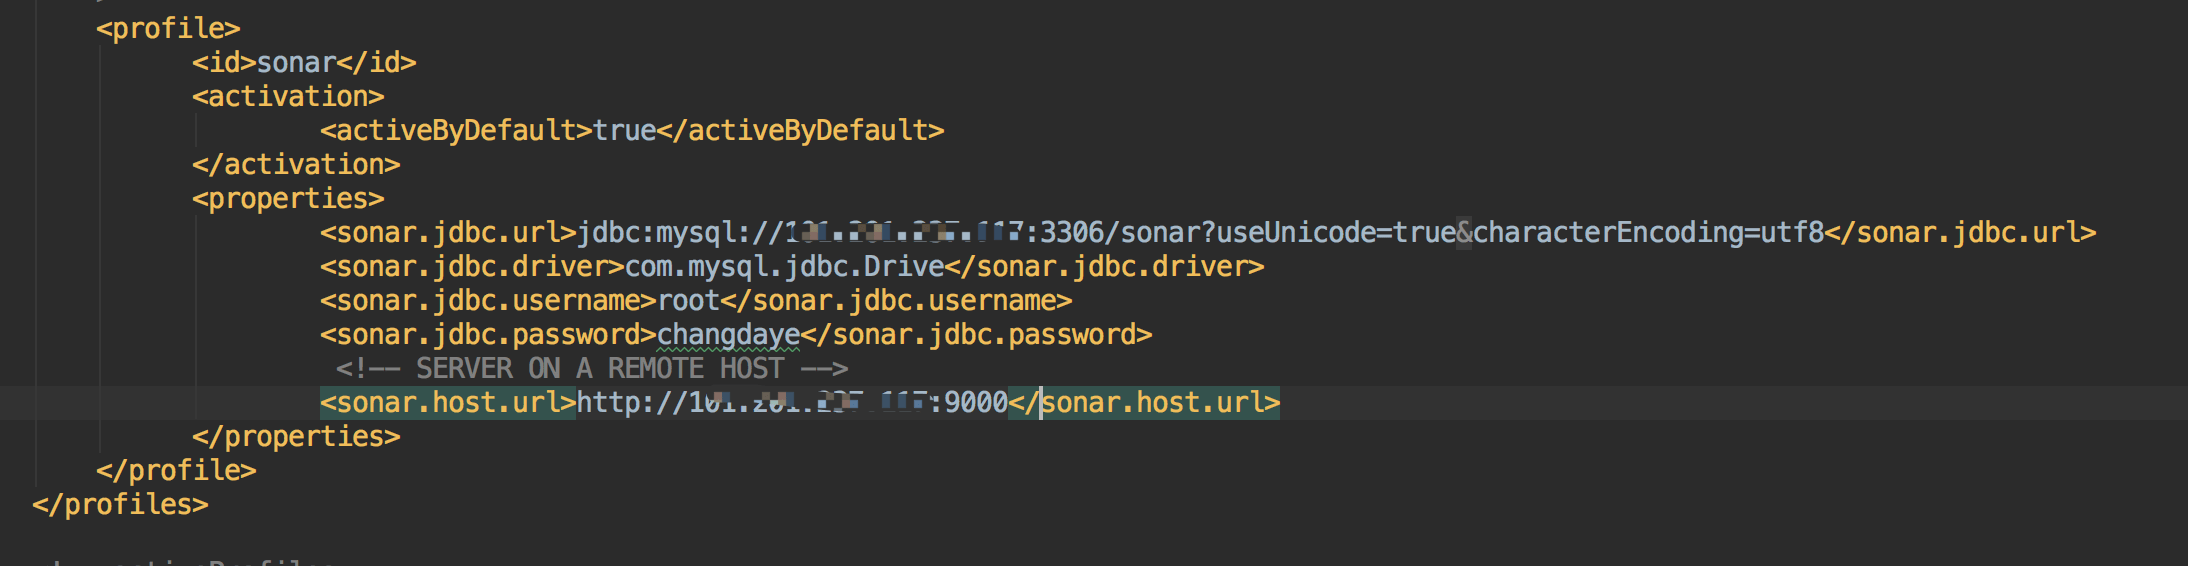 <profile>
<id>sonar</id>
<activation>
<activeByDefault>true</activeByDefault>
</activation>
<properties>
<sonar.jdbc.url>jdbc:mysql://:3306/sonar?useUnicode=true&characterEncoding=utf8</sonar.jdbc.url>
<sonar.jdbc.driver>com.mysql.jdbc.Drive</sonar.jdbc.driver>
<sonar.jdbc.username>root</sonar.jdbc.username>
<sonar.jdbc.password>changdaye</sonar.jdbc.password>
<!-- SERVER ON A REMOTE HOST -->
<sonar.host.url>http://:9000</sonar.host.url>
</properties>
</profile>
</profiles>